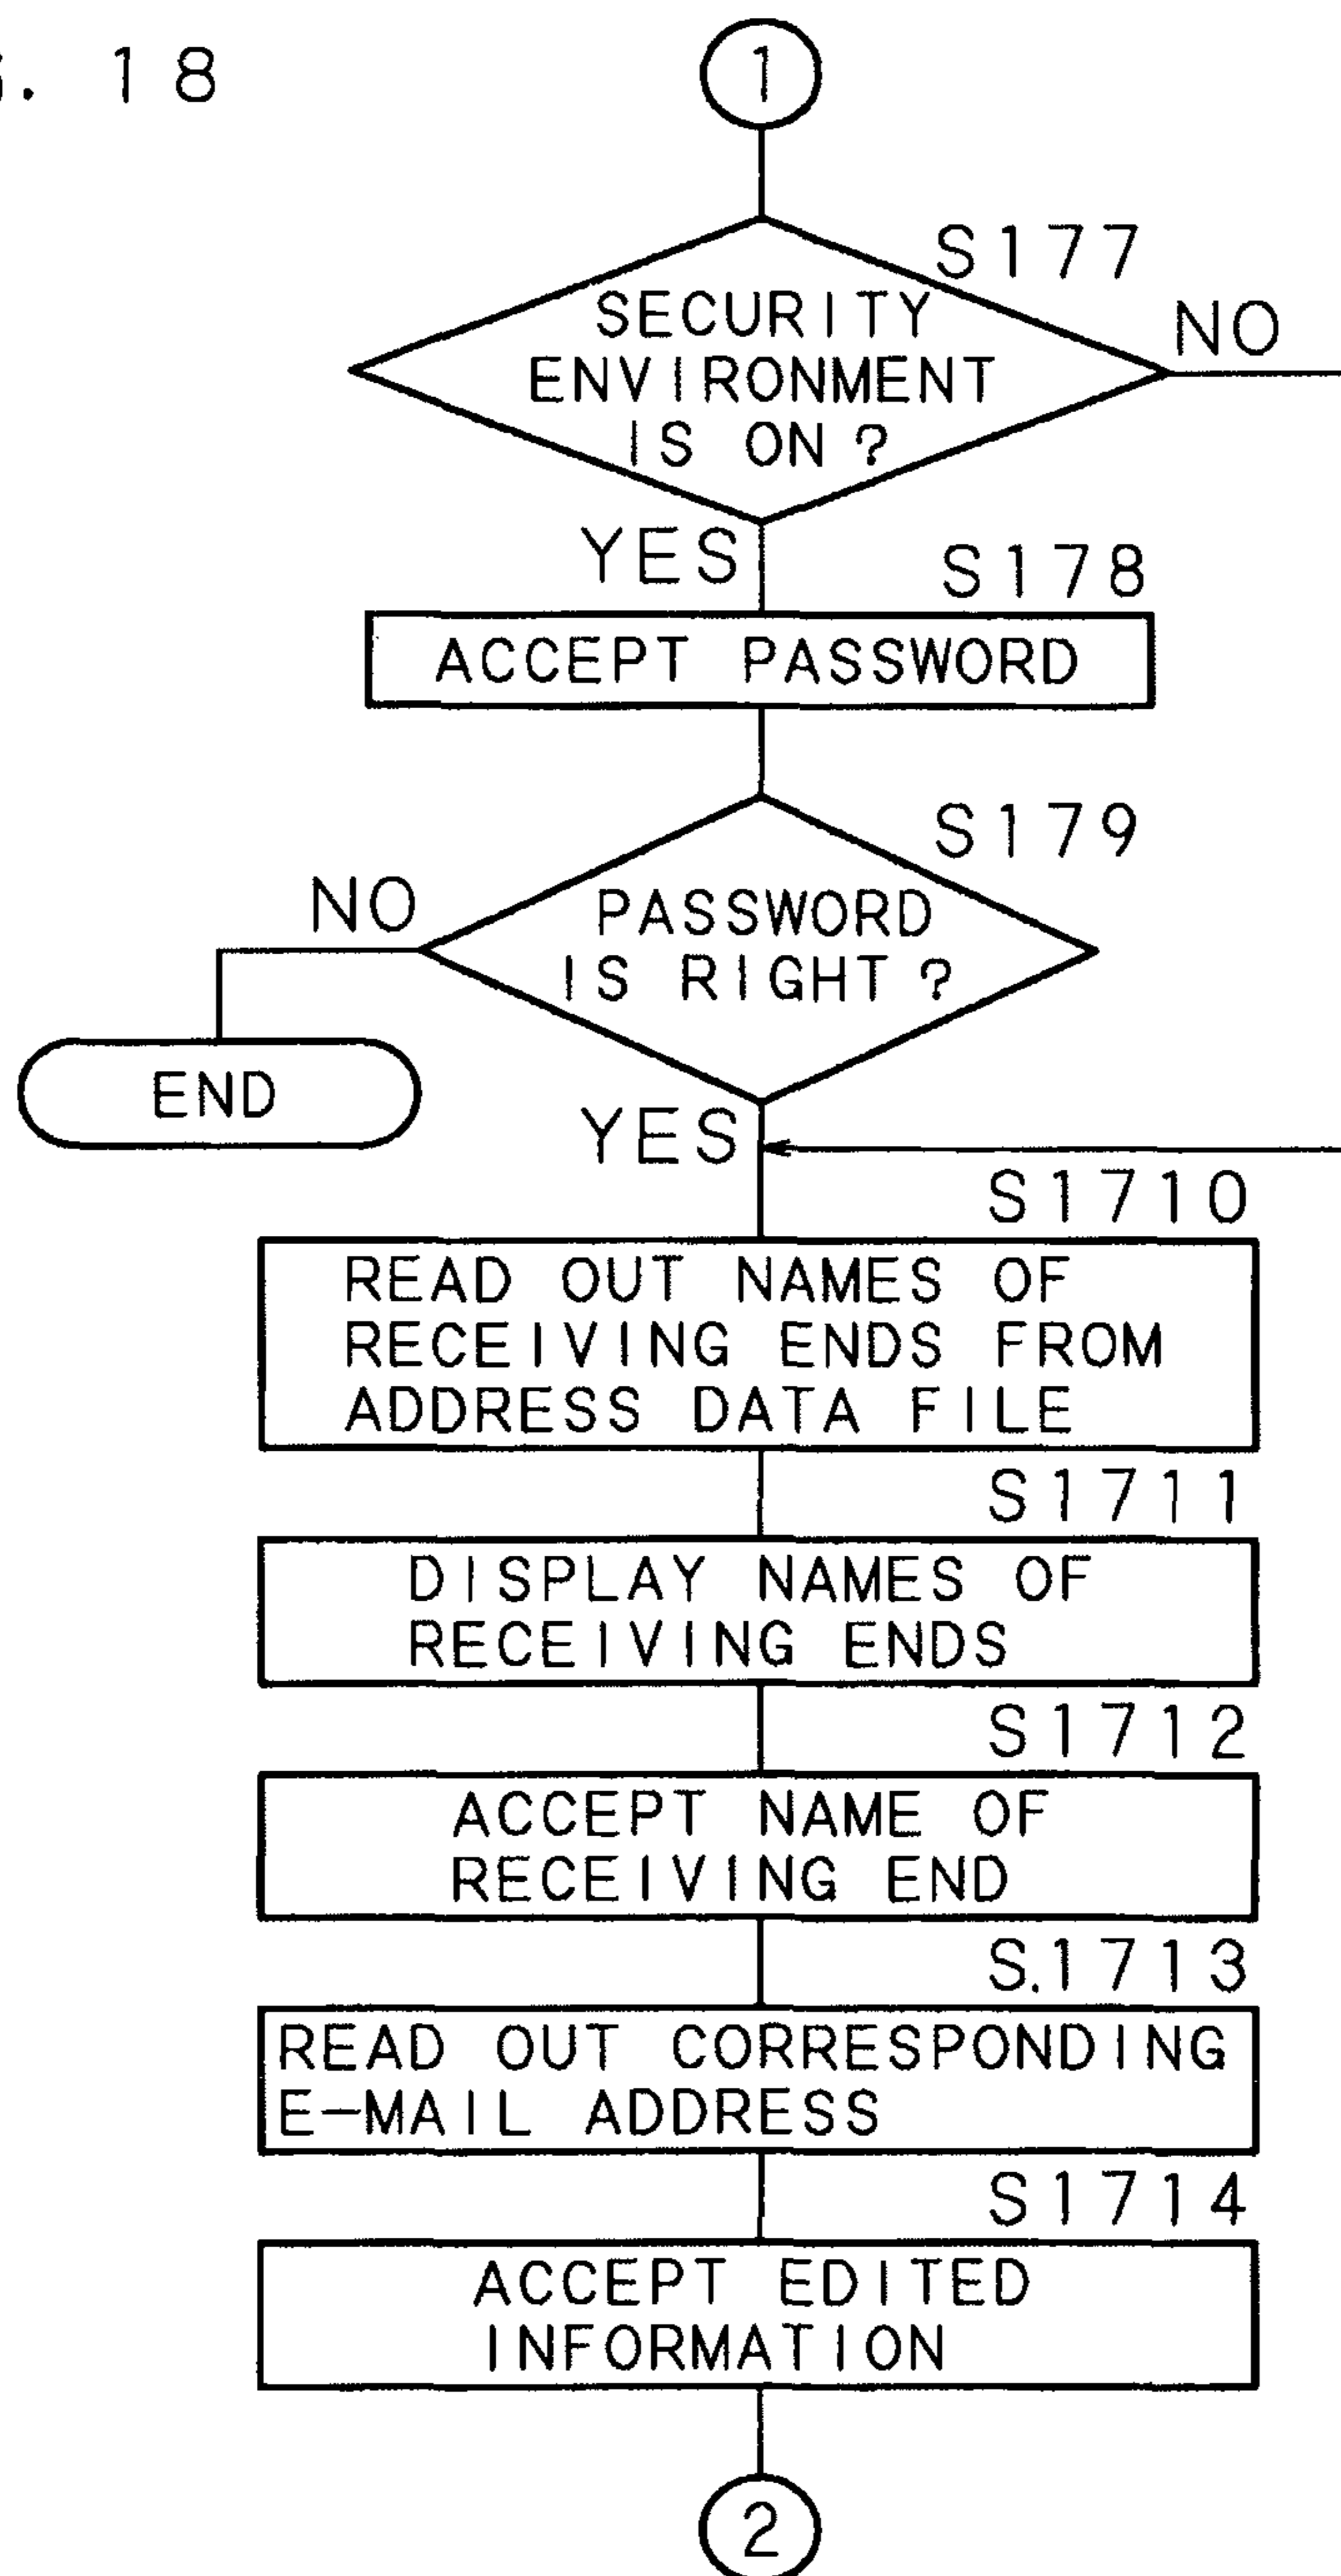 G. 18
1
S177
SECURITY
ENVIRONMENT
IS ON?
NO
YES
S178
ACCEPT PASSWORD
S179
NO
PASSWORD
IS RIGHT?
END
YES
S1710
READ OUT NAMES OF
RECEIVING ENDS FROM
ADDRESS DATA FILE
S1711
DISPLAY NAMES OF
RECEIVING ENDS
S1712
ACCEPT NAME OF
RECEIVING END
S.1713
READ OUT CORRESPONDING
E-MAIL ADDRESS
S1714
ACCEPT EDITED
INFORMATION
2